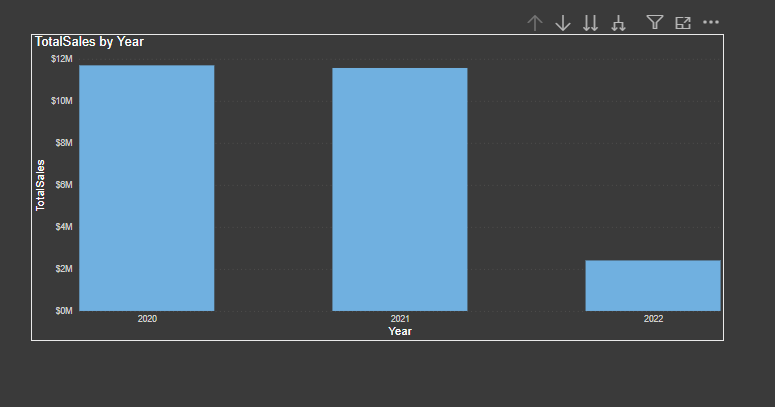 TotalSales by Year
$12M
$10M
$8M
$6M
$4M
$2M
$0M
TotalSales
2020
2021
2022
Year